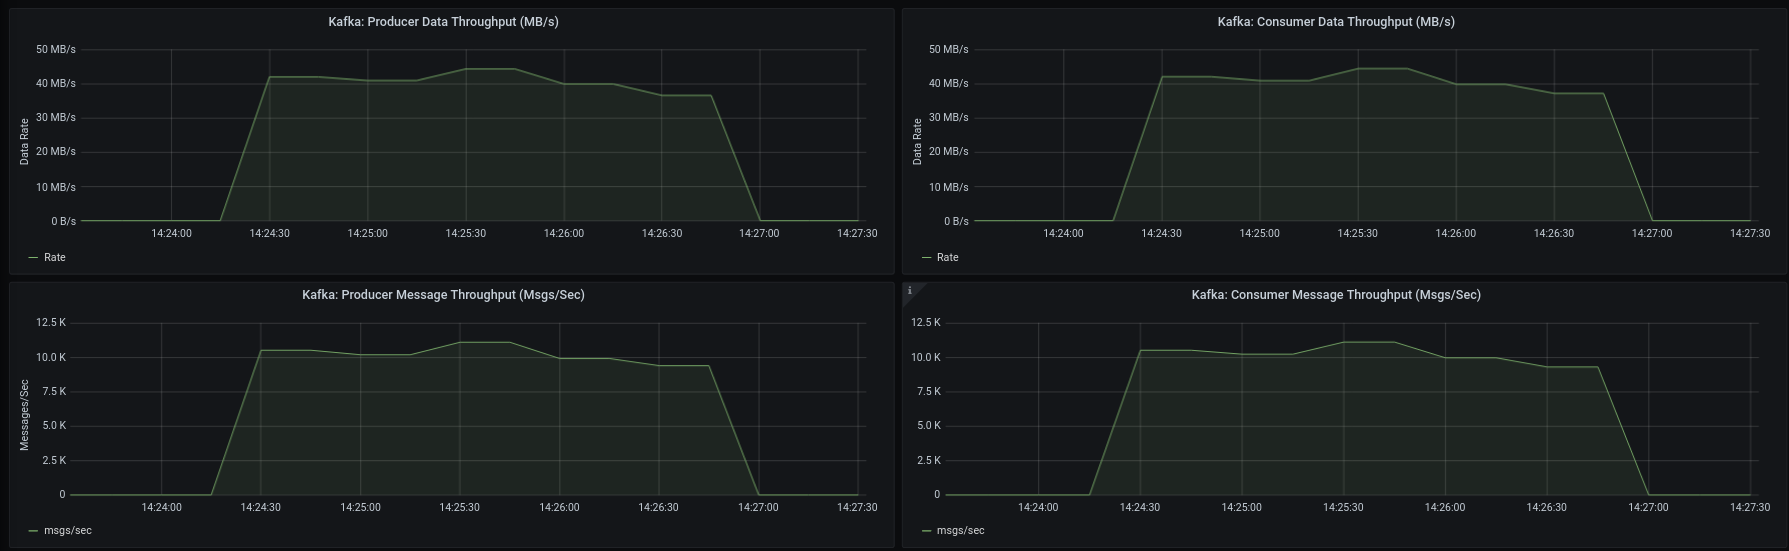 Kafka: Producer Data Throughput (MB/s)
50 MB/s
40 MB/s
30 MB/s
20 MB/s
10 MB/s
0 B/s
Data Rate
14:24:00 14:24:30 14:25:00 14:25:30 14:26:00 14:26:30 14:27:00 14:27:30
Rate
Kafka: Consumer Data Throughput (MB/s)
50 MB/s
40 MB/s
30 MB/s
20 MB/s
10 MB/s
0 B/s
Data Rate
14:24:00 14:24:30 14:25:00 14:25:30 14:26:00 14:26:30 14:27:00 14:27:30
Rate
Kafka: Producer Message Throughput (Msgs/Sec)
12.5 K
10.0 K
7.5 K
5.0 K
2.5 K
0
Messages/Sec
14:24:00 14:24:30 14:25:00 14:25:30 14:26:00 14:26:30 14:27:00 14:27:30
msgs/sec
i
Kafka: Consumer Message Throughput (Msgs/Sec)
12.5 K
10.0 K
7.5 K
5.0 K
2.5 K
0
14:24:00 14:24:30 14:25:00 14:25:30 14:26:00 14:26:30 14:27:00 14:27:30
msgs/sec